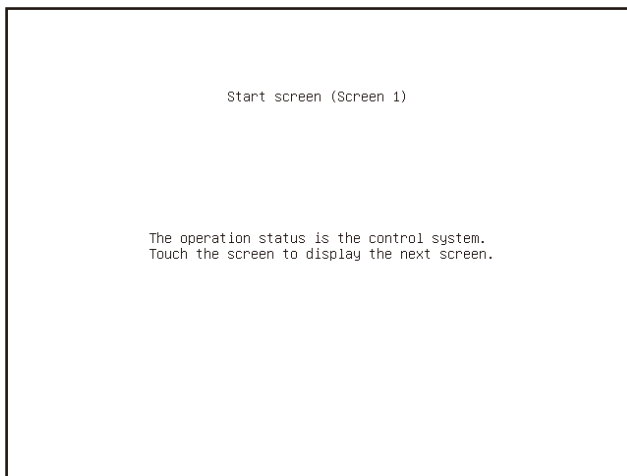 Start screen (Screen 1)
The operation status is the control system.
Touch the screen to display the next screen.